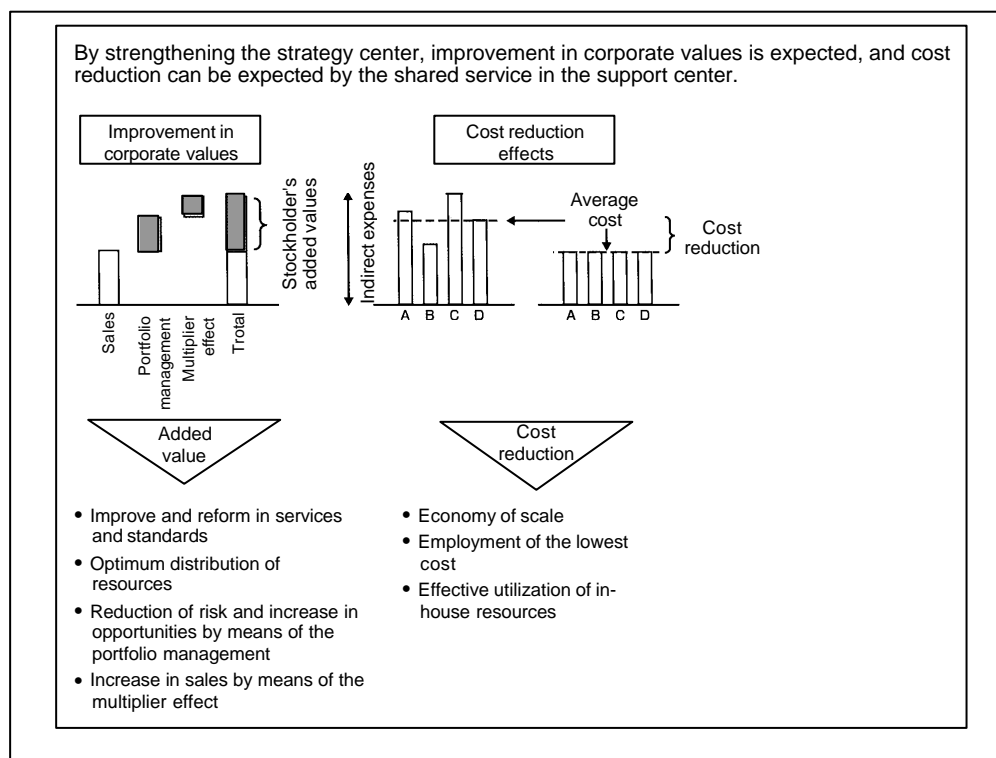 By strengthening the strategy center, improvement in corporate values is expected, and cost
reduction can be expected by the shared service in the support center.
Improvement in
corporate values
Stockholder's
added values
Sales
Portfolio
management
Multiplier
effect
Trotal
Added
value
• Improve and reform in services
and standards
• Optimum distribution of
resources
• Reduction of risk and increase in
opportunities by means of the
portfolio management
• Increase in sales by means of the
multiplier effect
Cost reduction
effects
Indirect expenses
Average
cost
Cost
reduction
A B C D
A B C D
Cost
reduction
• Economy of scale
• Employment of the lowest
cost
• Effective utilization of in-
house resources